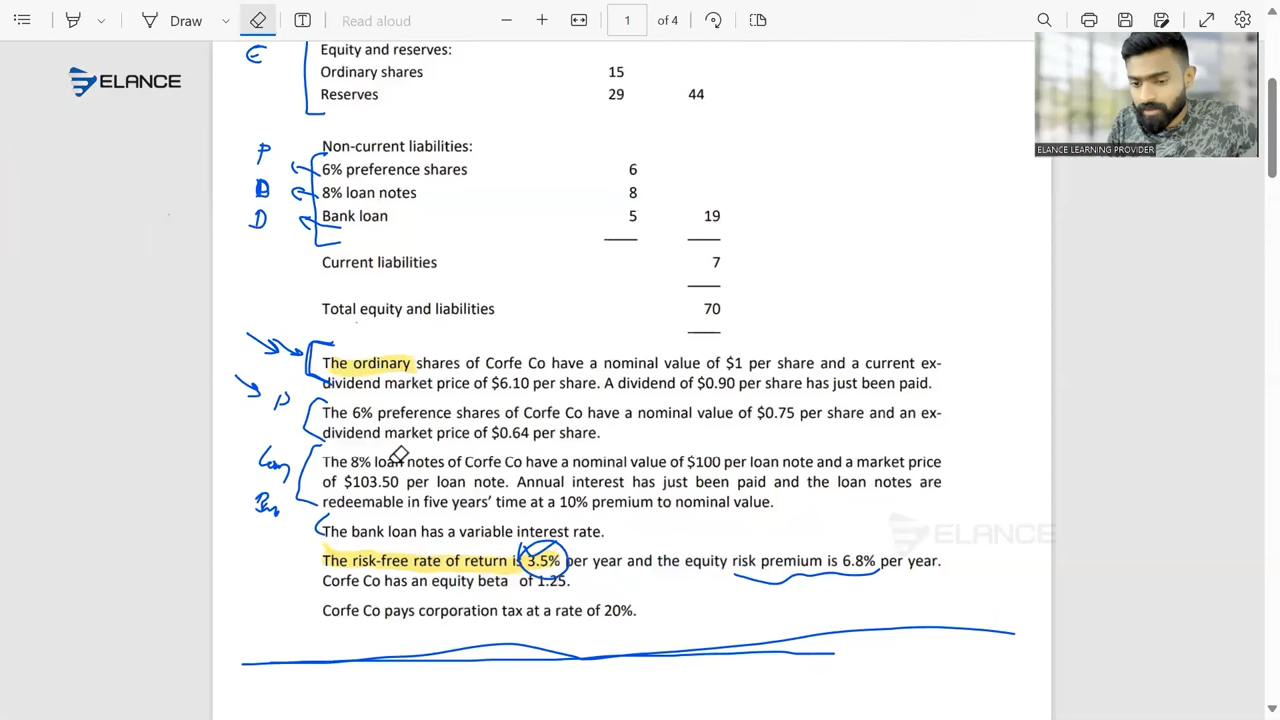 Draw
Read aloud
1 of 4
ELANCE
E
Equity and reserves:
Ordinary shares 15
Reserves 29 44
Non-current liabilities:
P
6% preference shares 6
D
8% loan notes 8
D
Bank loan 5 19
Current liabilities 7
Total equity and liabilities 70
The ordinary shares of Corfe Co have a nominal value of $1 per share and a current ex-
dividend market price of $6.10 per share. A dividend of $0.90 per share has just been paid.
P
The 6% preference shares of Corfe Co have a nominal value of $0.75 per share and an ex-
dividend market price of $0.64 per share.
The 8% loan notes of Corfe Co have a nominal value of $100 per loan note and a market price
of $103.50 per loan note. Annual interest has just been paid and the loan notes are
redeemable in five years' time at a 10% premium to nominal value.
The bank loan has a variable interest rate.
The risk-free rate of return is 3.5% per year and the equity risk premium is 6.8% per year.
Corfe Co has an equity beta of 1.25.
Corfe Co pays corporation tax at a rate of 20%.
ELANCE
ELANCE LEARNING PROVIDER